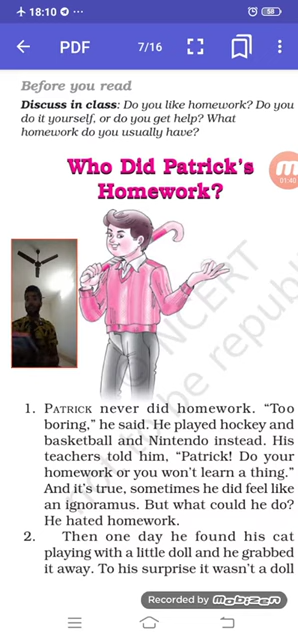 18:10
58
PDF
7/16
Before you read
Discuss in class: Do you like homework? Do you
do it yourself, or do you get help? What
homework do you usually have?
Who Did Patrick's
Homework?
01:40
© NCERT
not to be republi
1. PATRICK never did homework. “Too
boring,” he said. He played hockey and
basketball and Nintendo instead. His
teachers told him, “Patrick! Do your
homework or you won't learn a thing.”
And it's true, sometimes he did feel like
an ignoramus. But what could he do?
He hated homework.
2. Then one day he found his cat
playing with a little doll and he grabbed
it away. To his surprise it wasn't a doll
Recorded by mobizen